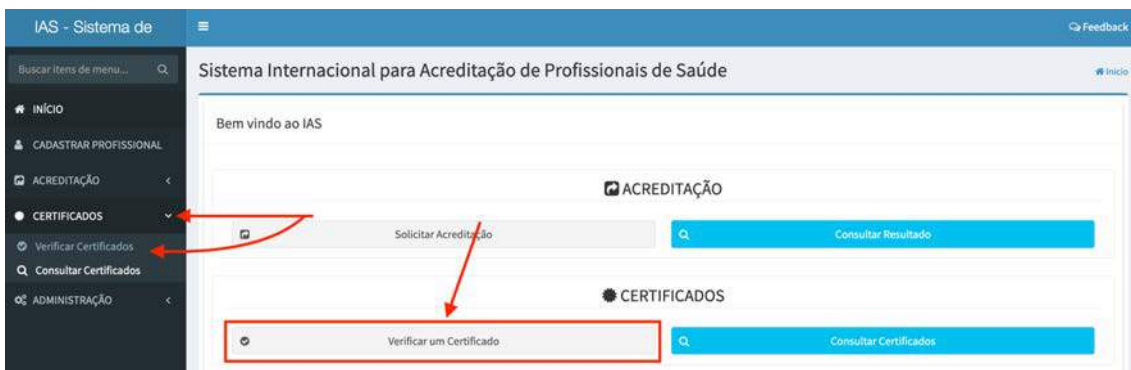 IAS - Sistema de
Feedback
Buscar itens de menu...
Sistema Internacional para Acreditação de Profissionais de Saúde
Inicio
INÍCIO
Bem vindo ao IAS
CADASTRAR PROFISSIONAL
ACREDITAÇÃO
ACREDITAÇÃO
CERTIFICADOS
Solicitar Acreditação
Consultar Resultado
Verificar Certificados
Consultar Certificados
CERTIFICADOS
ADMINISTRAÇÃO
Verificar um Certificado
Consultar Certificados